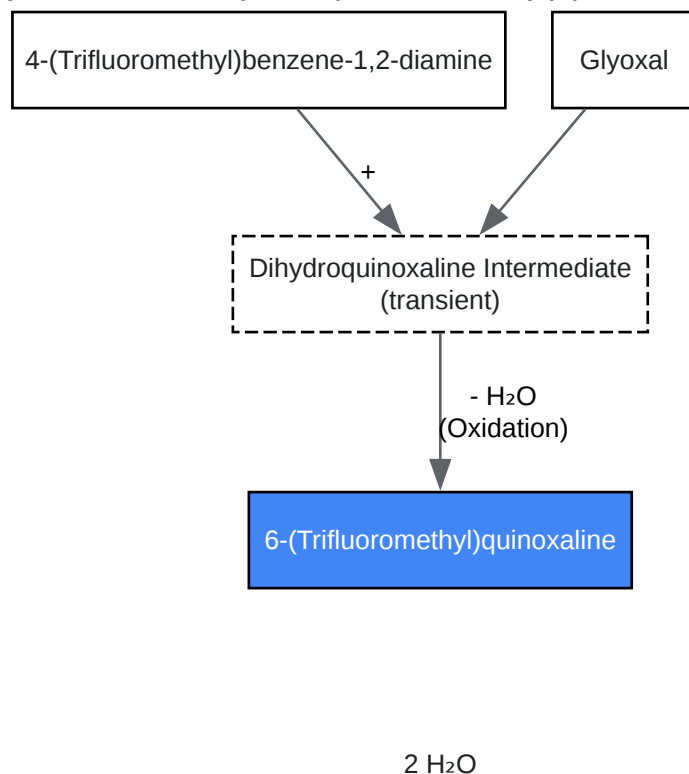 4-(Trifluoromethyl)benzene-1,2-diamine
Glyoxal
+
Dihydroquinoxaline Intermediate
(transient)
- H₂O
(Oxidation)
6-(Trifluoromethyl)quinoxaline
2 H₂O